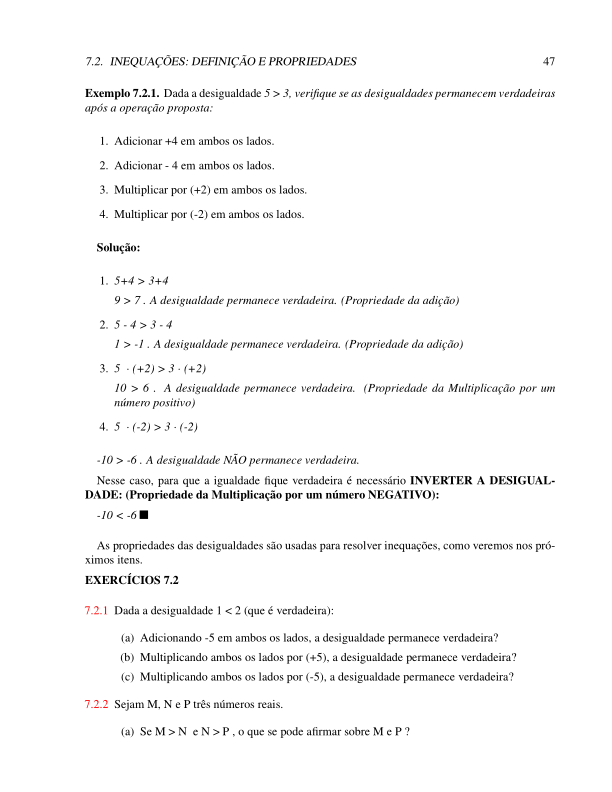 7.2. INEQUAÇÕES: DEFINIÇÃO E PROPRIEDADES 47
Exemplo 7.2.1. Dada a desigualdade 5 > 3, verifique se as desigualdades permanecem verdadeiras
após a operação proposta:
1. Adicionar +4 em ambos os lados.
2. Adicionar - 4 em ambos os lados.
3. Multiplicar por (+2) em ambos os lados.
4. Multiplicar por (-2) em ambos os lados.
Solução:
1. 5+4 > 3+4
9 > 7 . A desigualdade permanece verdadeira. (Propriedade da adição)
2. 5 - 4 > 3 - 4
1 > -1 . A desigualdade permanece verdadeira. (Propriedade da adição)
3. 5 · (+2) > 3 · (+2)
10 > 6 . A desigualdade permanece verdadeira. (Propriedade da Multiplicação por um
número positivo)
4. 5 · (-2) > 3 · (-2)
-10 > -6 . A desigualdade NÃO permanece verdadeira.
Nesse caso, para que a igualdade fique verdadeira é necessário INVERTER A DESIGUAL-
DADE: (Propriedade da Multiplicação por um número NEGATIVO):
-10 < -6 ■
As propriedades das desigualdades são usadas para resolver inequações, como veremos nos pró-
ximos itens.
EXERCÍCIOS 7.2
7.2.1 Dada a desigualdade 1 < 2 (que é verdadeira):
(a) Adicionando -5 em ambos os lados, a desigualdade permanece verdadeira?
(b) Multiplicando ambos os lados por (+5), a desigualdade permanece verdadeira?
(c) Multiplicando ambos os lados por (-5), a desigualdade permanece verdadeira?
7.2.2 Sejam M, N e P três números reais.
(a) Se M > N e N > P , o que se pode afirmar sobre M e P ?